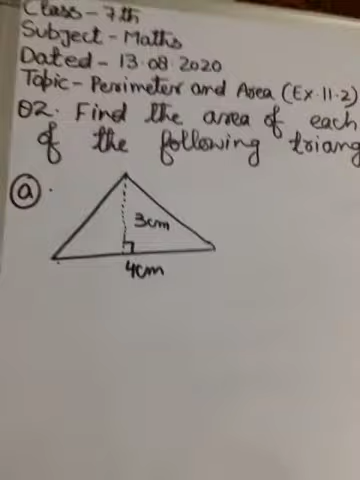 Class - 7th
Subject - Maths
Dated - 13.08.2020
Topic - Perimeter and Area (Ex.11.2)
Q2. Find the area of each
of the following triang
a
3cm
4cm